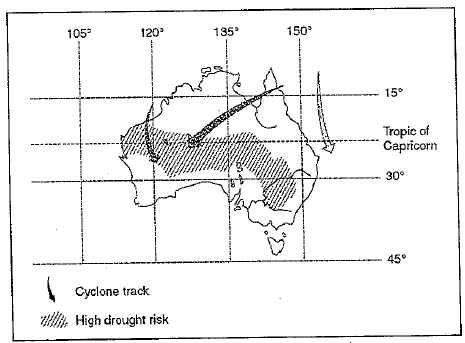 105° 120° 135° 150°
15°
Tropic of
Capricorn
30°
45°
Cyclone track
High drought risk